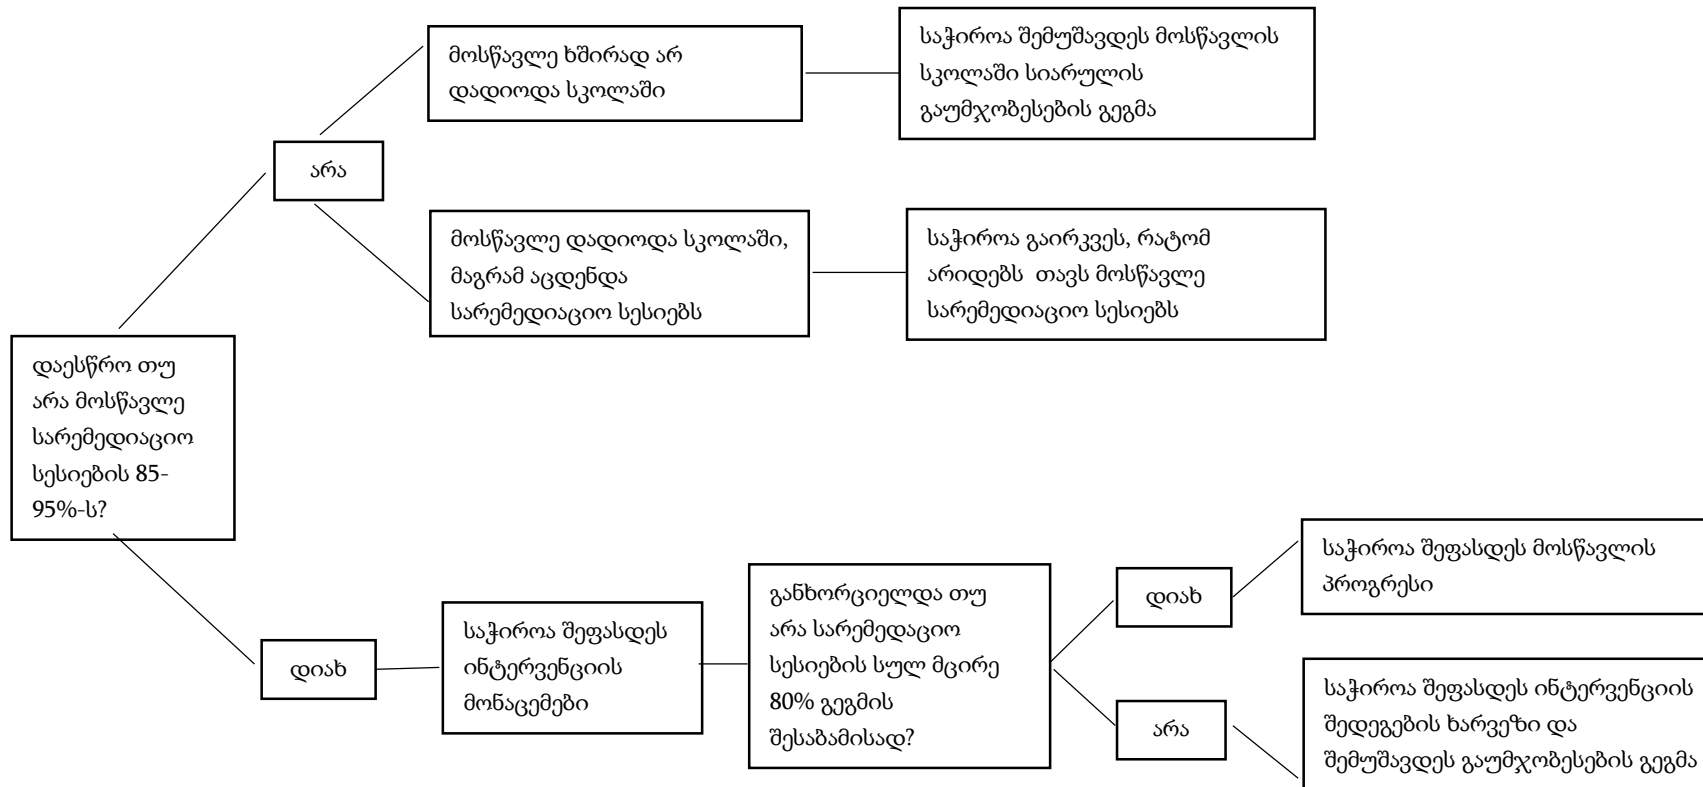 მოსწავლე ხშირად არ
დადიოდა სკოლაში
საჭიროა შემუშავდეს მოსწავლის
სკოლაში სიარულის
გაუმჯობესების გეგმა
არა
მოსწავლე დადიოდა სკოლაში,
მაგრამ აცდენდა
სარემედიაციო სესიებს
საჭიროა გაირკვეს, რატომ
არიდებს თავს მოსწავლე
სარემედიაციო სესიებს
დაესწრო თუ
არა მოსწავლე
სარემედიაციო
სესიების 85-
95%-ს?
დიახ
საჭიროა შეფასდეს
ინტერვენციის
მონაცემები
განხორციელდა თუ
არა სარემედაციო
სესიების სულ მცირე
80% გეგმის
შესაბამისად?
დიახ
საჭიროა შეფასდეს მოსწავლის
პროგრესი
არა
საჭიროა შეფასდეს ინტერვენციის
შედეგების ხარვეზი და
შემუშავდეს გაუმჯობესების გეგმა